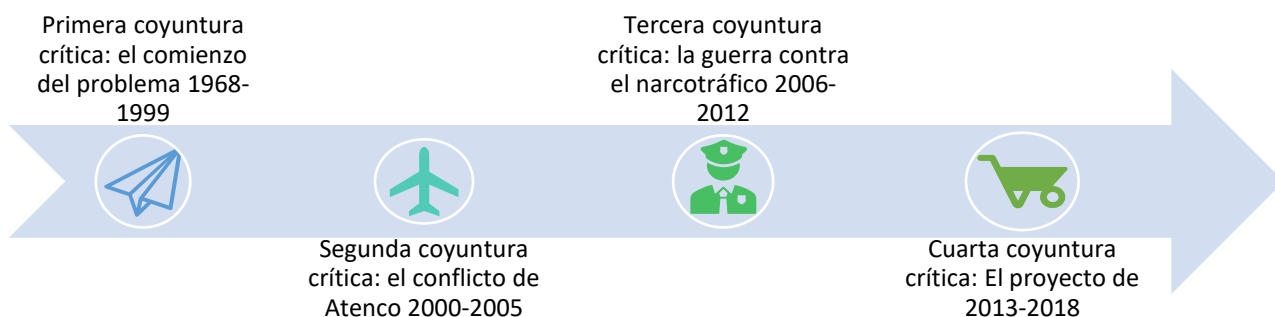 Primera coyuntura
crítica: el comienzo
del problema 1968-
1999
Segunda coyuntura
crítica: el conflicto de
Atenco 2000-2005
Tercera coyuntura
crítica: la guerra contra
el narcotráfico 2006-
2012
Cuarta coyuntura
crítica: El proyecto de
2013-2018